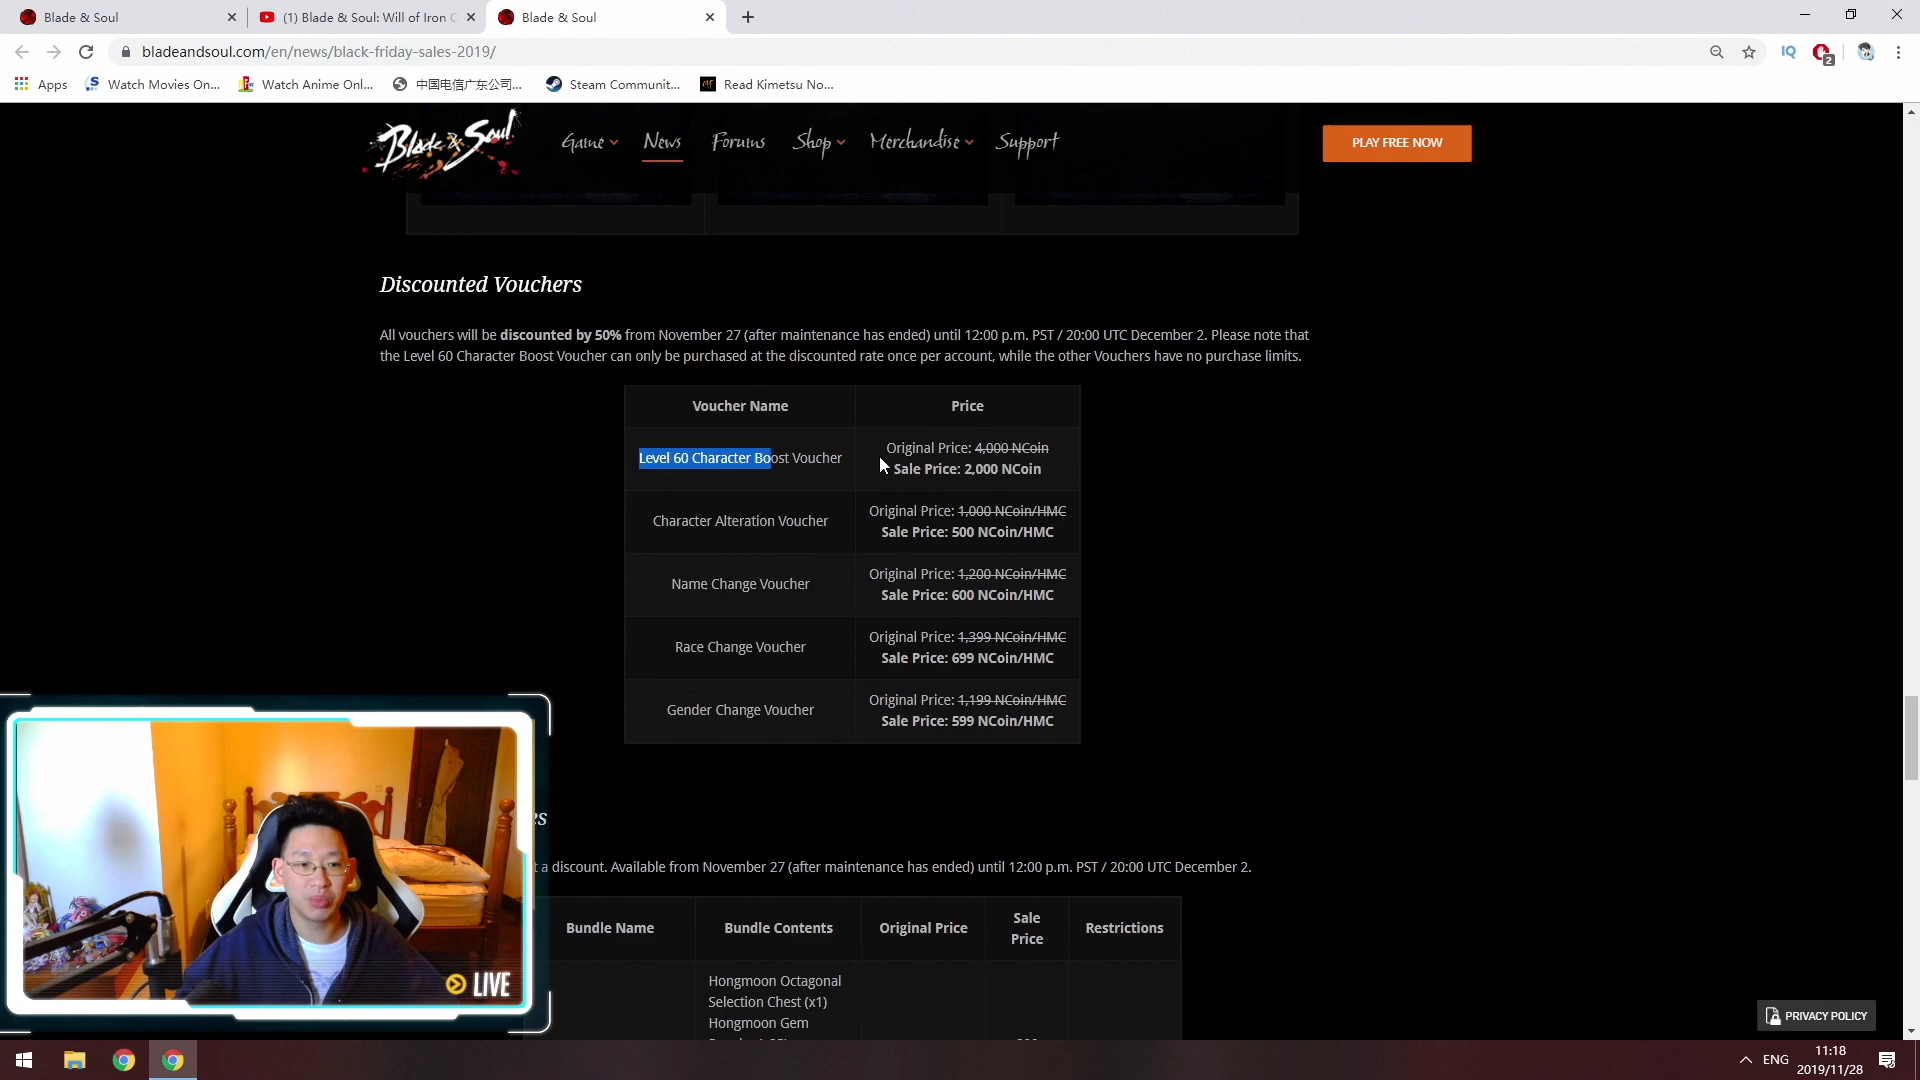 Blade & Soul
(1) Blade & Soul: Will of Iron C
Blade & Soul
bladeandsoul.com/en/news/black-friday-sales-2019/
IQ
2
Apps
Watch Movies On...
Watch Anime Onl...
中国电信广东公司...
Steam Communit...
Read Kimetsu No...
Blade & Soul
Game
News
Forums
Shop
Merchandise
Support
PLAY FREE NOW
Discounted Vouchers
All vouchers will be discounted by 50% from November 27 (after maintenance has ended) until 12:00 p.m. PST / 20:00 UTC December 2. Please note that
the Level 60 Character Boost Voucher can only be purchased at the discounted rate once per account, while the other Vouchers have no purchase limits.
Voucher Name
Price
Level 60 Character Boost Voucher
Original Price: 4,000 NCoin
Sale Price: 2,000 NCoin
Character Alteration Voucher
Original Price: 1,000 NCoin/HMC
Sale Price: 500 NCoin/HMC
Name Change Voucher
Original Price: 1,200 NCoin/HMC
Sale Price: 600 NCoin/HMC
Race Change Voucher
Original Price: 1,399 NCoin/HMC
Sale Price: 699 NCoin/HMC
Gender Change Voucher
Original Price: 1,199 NCoin/HMC
Sale Price: 599 NCoin/HMC
t a discount. Available from November 27 (after maintenance has ended) until 12:00 p.m. PST / 20:00 UTC December 2.
Bundle Name
Bundle Contents
Original Price
Sale
Price
Restrictions
Hongmoon Octagonal
Selection Chest (x1)
Hongmoon Gem
LIVE
PRIVACY POLICY
ENG
11:18
2019/11/28